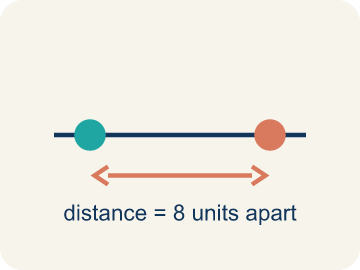 distance = 8 units apart